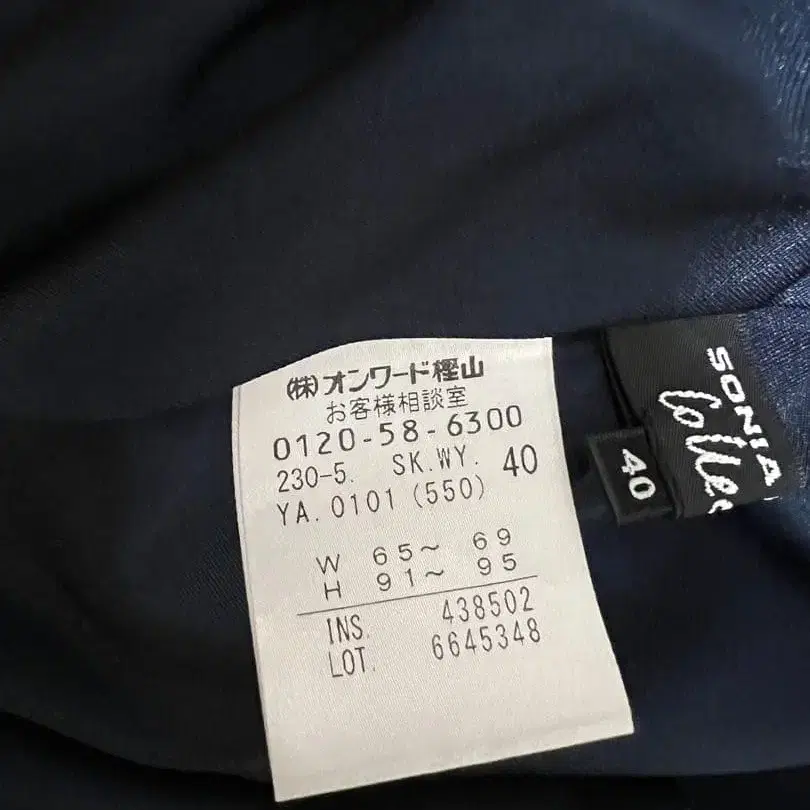 (株)オンワード樫山
お客様相談室
0120-58-6300
230-5. SK.WY. 40
YA.0101(550)
W 65～ 69
H 91～ 95
INS. 438502
LOT. 6645348
SONIA
40